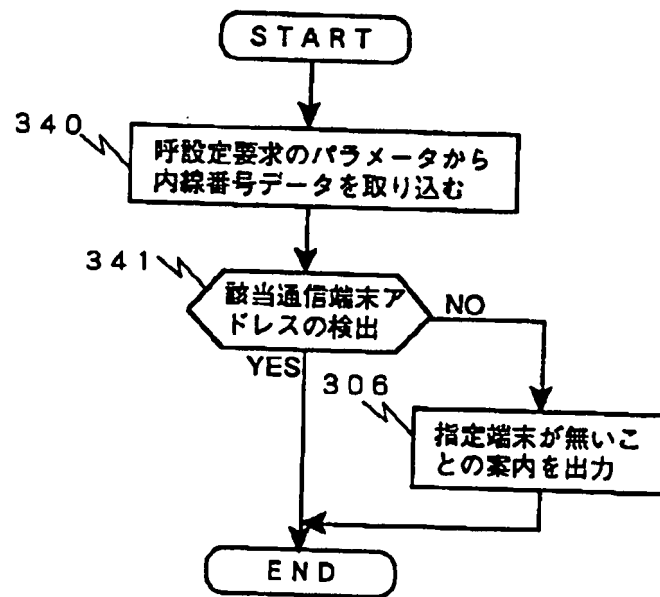 START
340
呼設定要求のパラメータから
内線番号データを取り込む
341
該当通信端末ア
ドレスの検出
NO
YES
306
指定端末が無いこ
との案内を出力
END